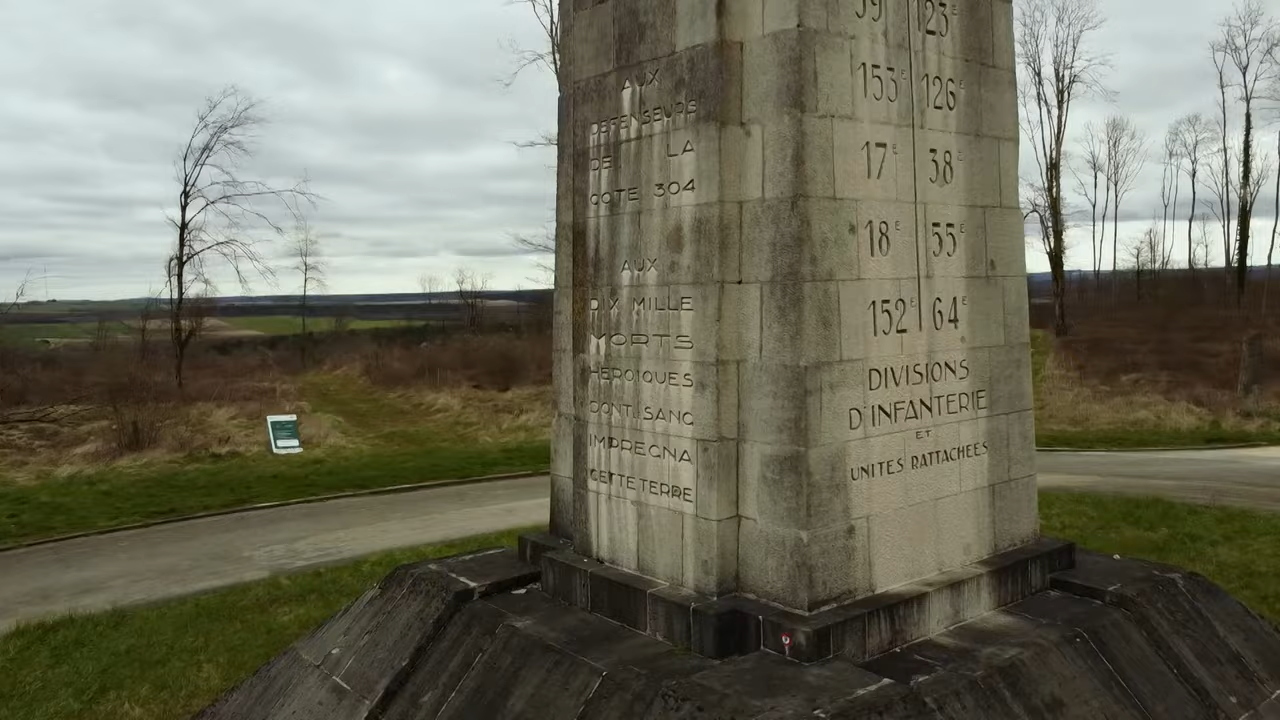 AUX
DEFENSEURS
DE LA
COTE 304
AUX
DIX MILLE
MORTS
HEROIQUES
DONT SANG
IMPREGNA
CETTE TERRE
59E 123E
153E 126E
17E 38E
18E 55E
152E 64E
DIVISIONS
D'INFANTERIE
ET
UNITES RATTACHEES